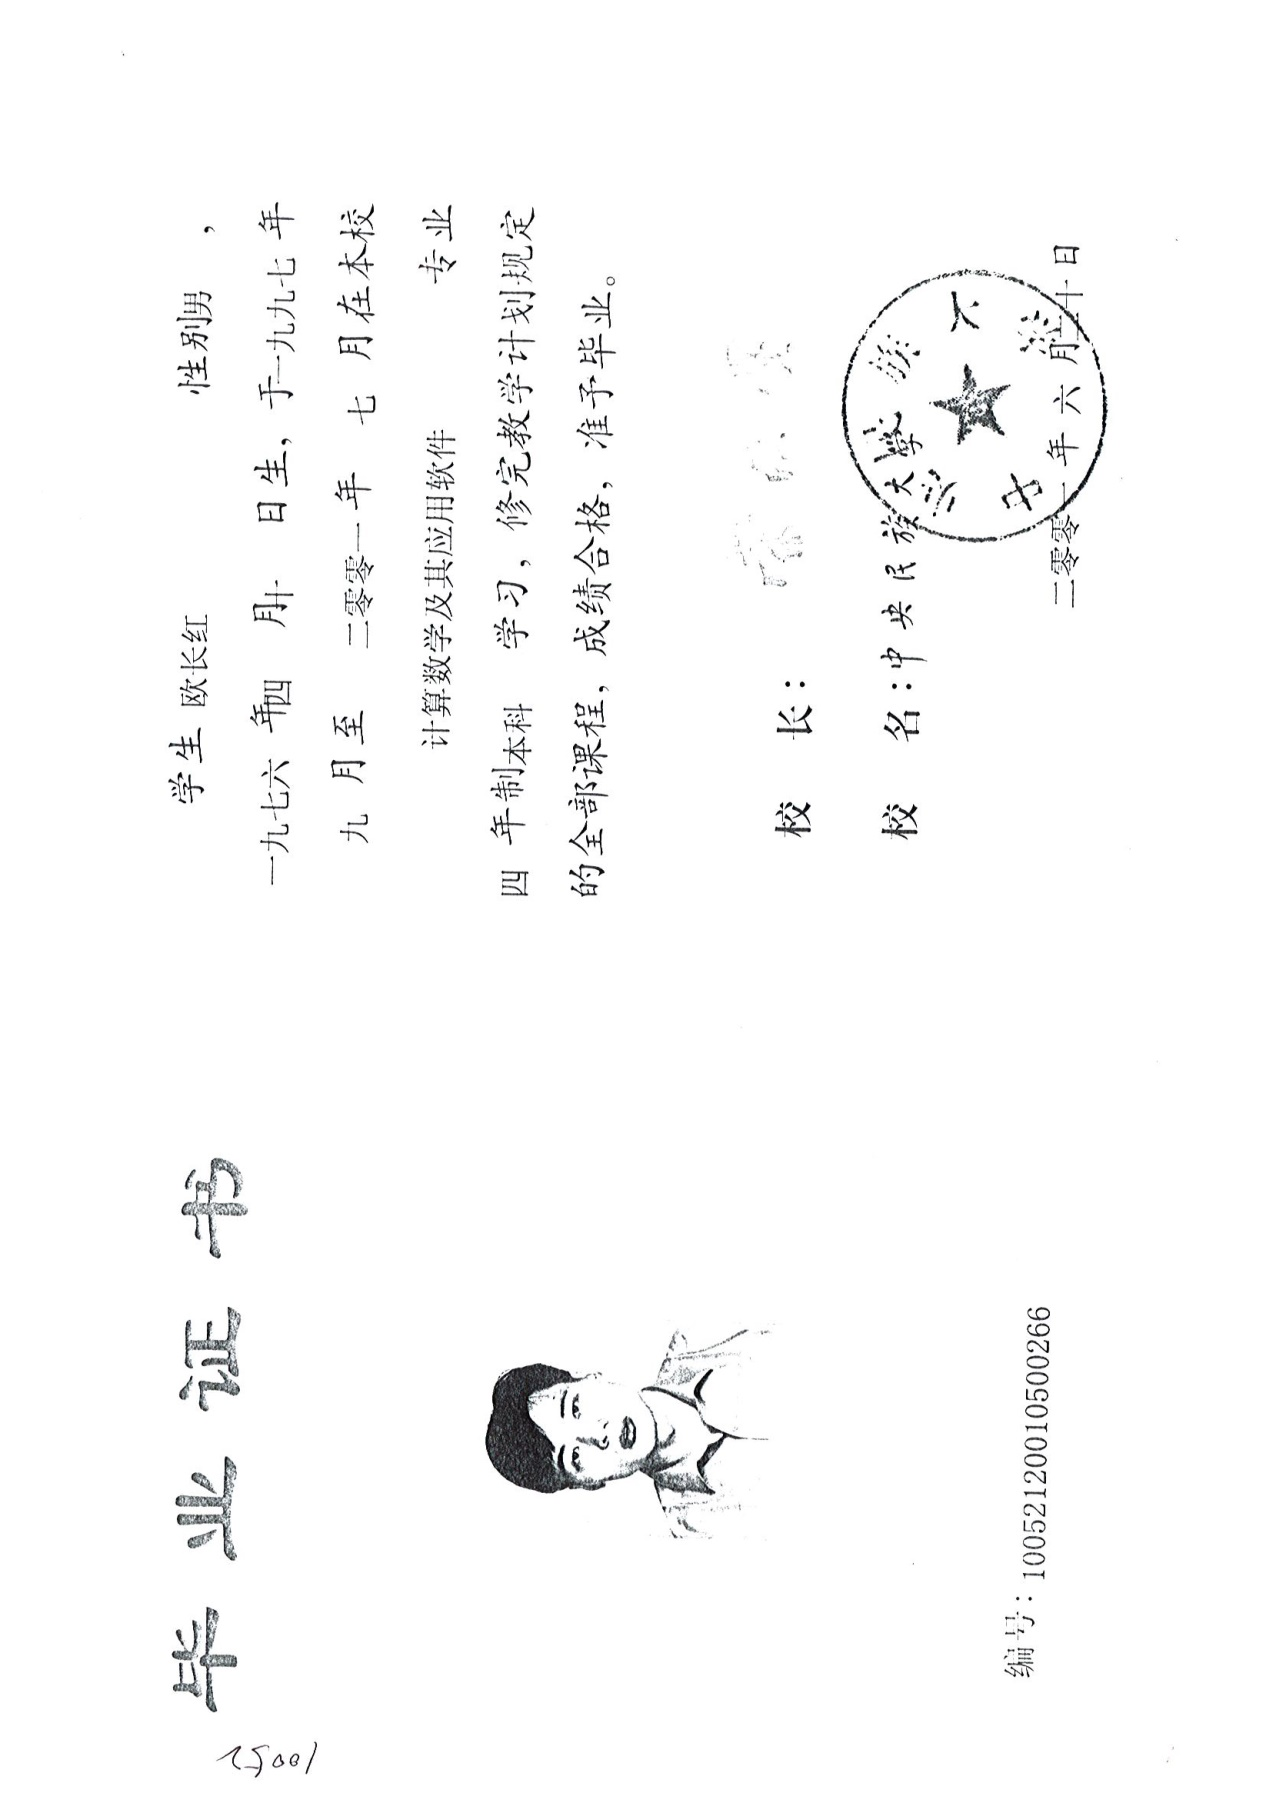 毕业证书
编号：100521200105000266
学生 欧长红 性别男 ，
一九七六 年四 月十 日生，于一九九七年
九 月至 二零零一 年 七 月在本校
计算数学及其应用软件 专业
四 年制本科 学习，修完教学计划规定
的全部课程，成绩合格，准予毕业。
校 长：
校 名：中央民族大学
二零零一年六月三十日